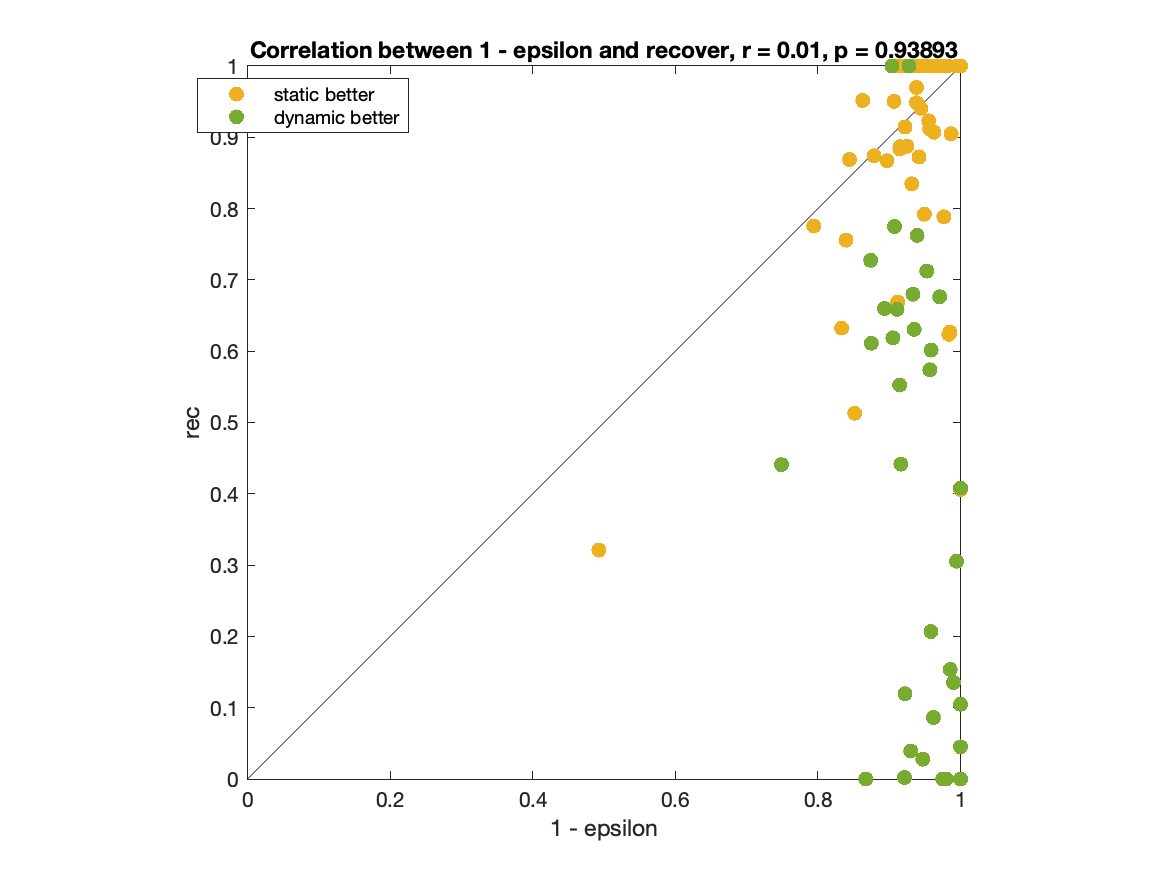 Correlation between 1 - epsilon and recover, r = 0.01, p = 0.93893
static better
dynamic better
1
0.9
0.8
0.7
0.6
0.5
0.4
0.3
0.2
0.1
0
rec
0 0.2 0.4 0.6 0.8 1
1 - epsilon